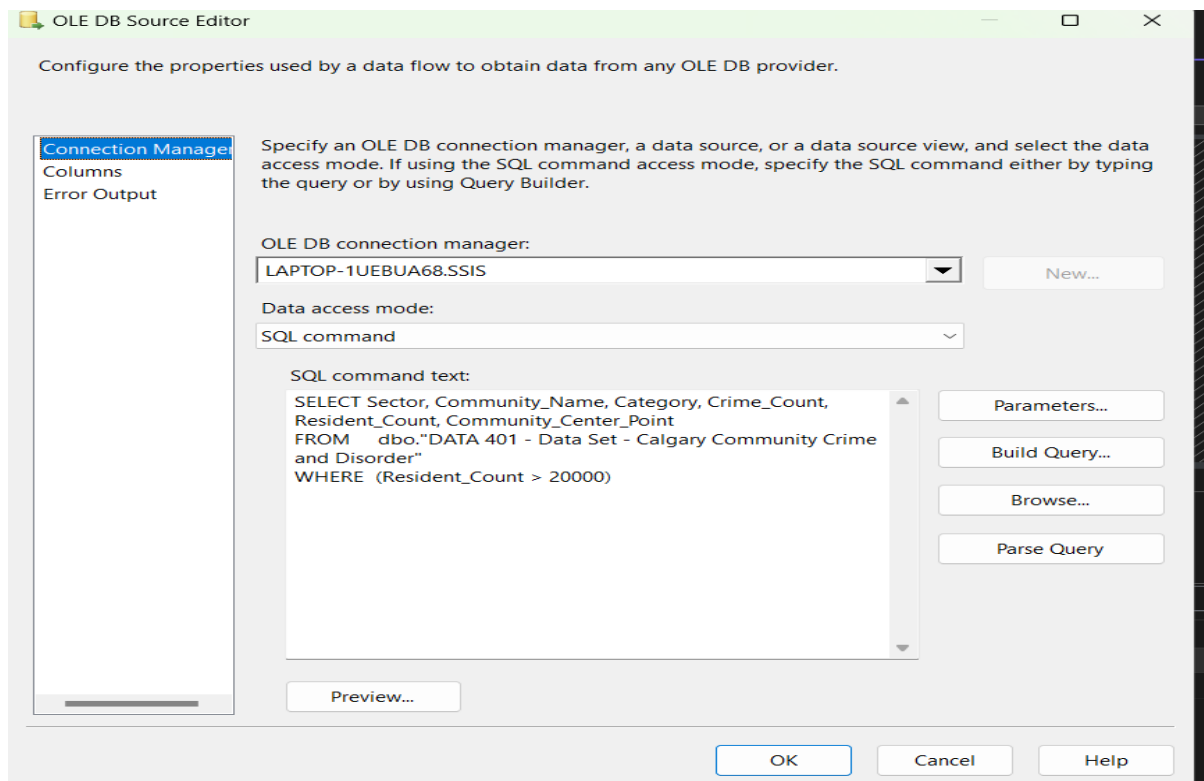 OLE DB Source Editor
Configure the properties used by a data flow to obtain data from any OLE DB provider.
Connection Manager
Columns
Error Output
Specify an OLE DB connection manager, a data source, or a data source view, and select the data
access mode. If using the SQL command access mode, specify the SQL command either by typing
the query or by using Query Builder.
OLE DB connection manager:
LAPTOP-1UEBUA68.SSIS
New...
Data access mode:
SQL command
SQL command text:
SELECT Sector, Community_Name, Category, Crime_Count,
Resident_Count, Community_Center_Point
FROM dbo."DATA 401 - Data Set - Calgary Community Crime
and Disorder"
WHERE (Resident_Count > 20000)
Parameters...
Build Query...
Browse...
Parse Query
Preview...
OK
Cancel
Help